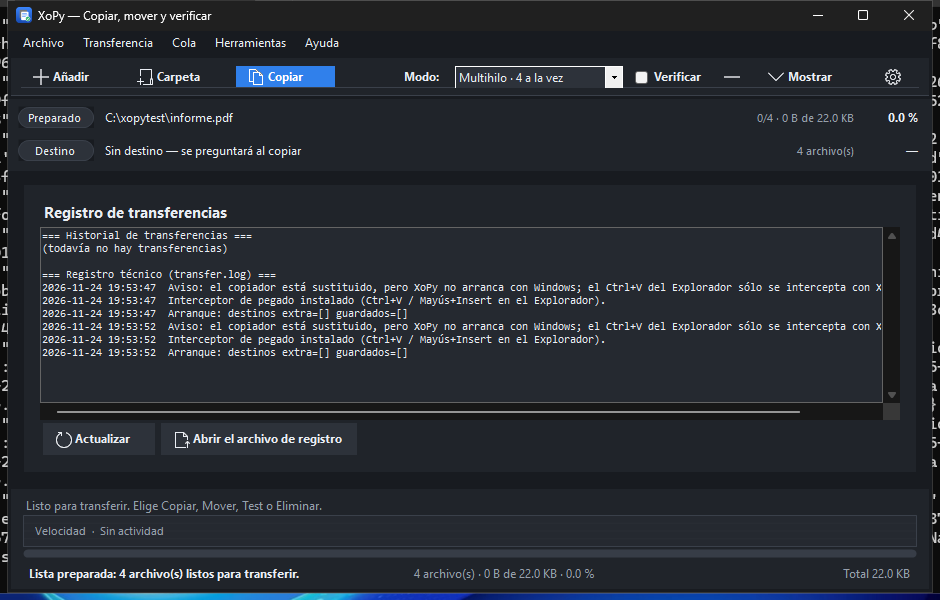 XoPy — Copiar, mover y verificar
Archivo Transferencia Cola Herramientas Ayuda
Añadir Carpeta Copiar Modo: Multihilo · 4 a la vez Verificar Mostrar
Preparado C:\xopytest\informe.pdf 0/4 · 0 B de 22.0 KB 0.0 %
Destino Sin destino — se preguntará al copiar 4 archivo(s) —
Registro de transferencias
=== Historial de transferencias ===
(todavía no hay transferencias)
=== Registro técnico (transfer.log) ===
2026-11-24 19:53:47 Aviso: el copiador está sustituido, pero XoPy no arranca con Windows; el Ctrl+V del Explorador sólo se intercepta con X
2026-11-24 19:53:47 Interceptor de pegado instalado (Ctrl+V / Mayús+Insert en el Explorador).
2026-11-24 19:53:47 Arranque: destinos extra=[] guardados=[]
2026-11-24 19:53:52 Aviso: el copiador está sustituido, pero XoPy no arranca con Windows; el Ctrl+V del Explorador sólo se intercepta con X
2026-11-24 19:53:52 Interceptor de pegado instalado (Ctrl+V / Mayús+Insert en el Explorador).
2026-11-24 19:53:52 Arranque: destinos extra=[] guardados=[]
Actualizar Abrir el archivo de registro
Listo para transferir. Elige Copiar, Mover, Test o Eliminar.
Velocidad · Sin actividad
Lista preparada: 4 archivo(s) listos para transferir. 4 archivo(s) · 0 B de 22.0 KB · 0.0 % Total 22.0 KB